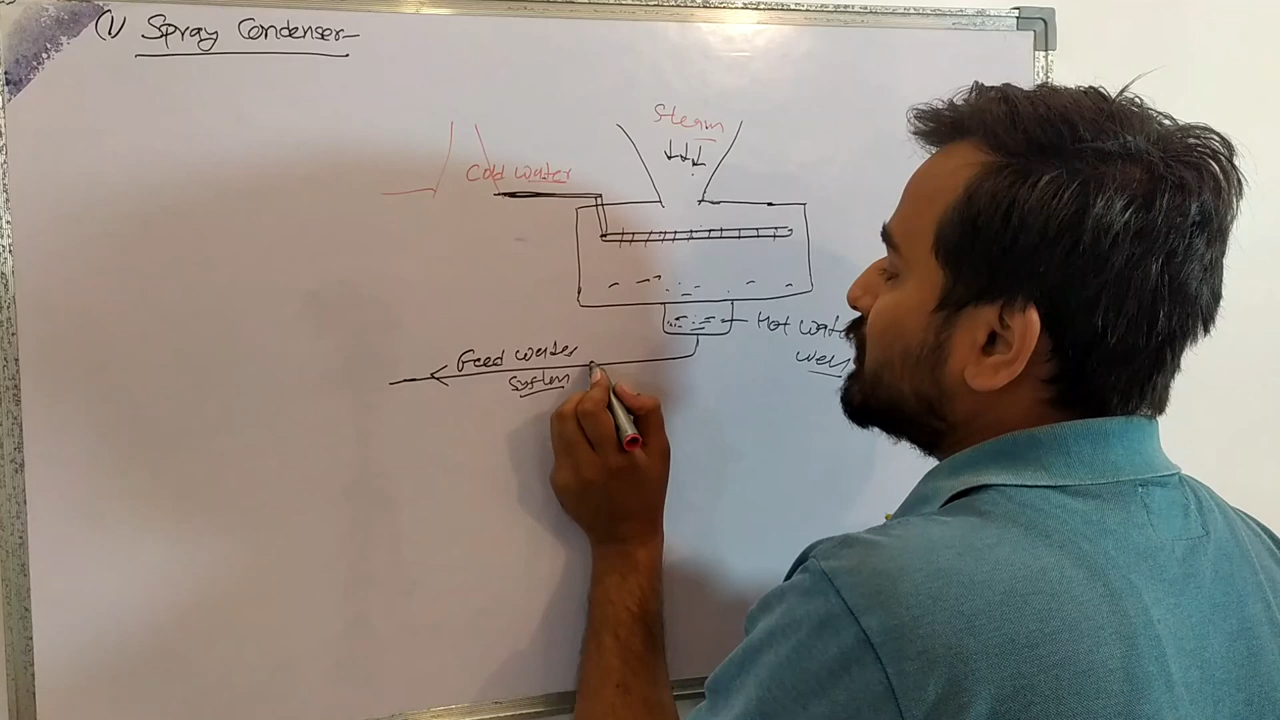 (1) Spray Condenser-
Steam
Cold water
Hot water
well
Feed water
System